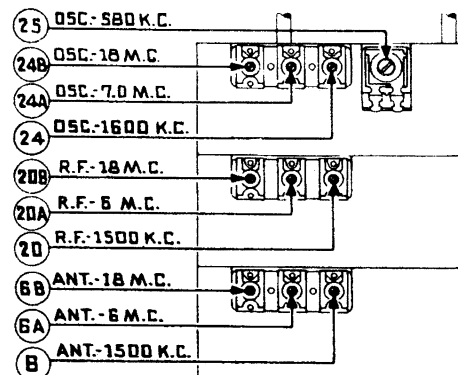 25 OSC.-580 K.C.
24B OSC.-18 M.C.
24A OSC.-7.0 M.C.
24 OSC.-1600 K.C.
20B R.F.-18 M.C.
20A R.F.-6 M.C.
20 R.F.-1500 K.C.
6B ANT.-18 M.C.
6A ANT.-6 M.C.
B ANT.-1500 K.C.